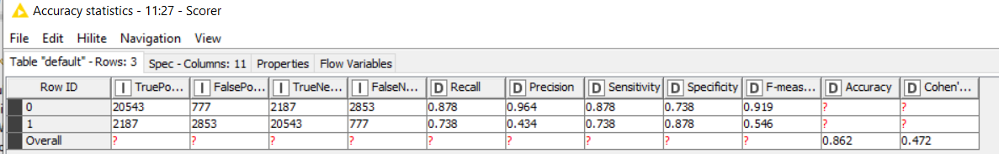 Accuracy statistics - 11:27 - Scorer
File Edit Hilite Navigation View
Table "default" - Rows: 3 Spec - Columns: 11 Properties Flow Variables
Row ID I TruePo... I FalsePo... I TrueNe... I FalseN... D Recall D Precision D Sensitivity D Specificity D F-meas... D Accuracy D Cohen'...
0 20543 777 2187 2853 0.878 0.964 0.878 0.738 0.919 ? ?
1 2187 2853 20543 777 0.738 0.434 0.738 0.878 0.546 ? ?
Overall ? ? ? ? ? ? ? ? ? 0.862 0.472